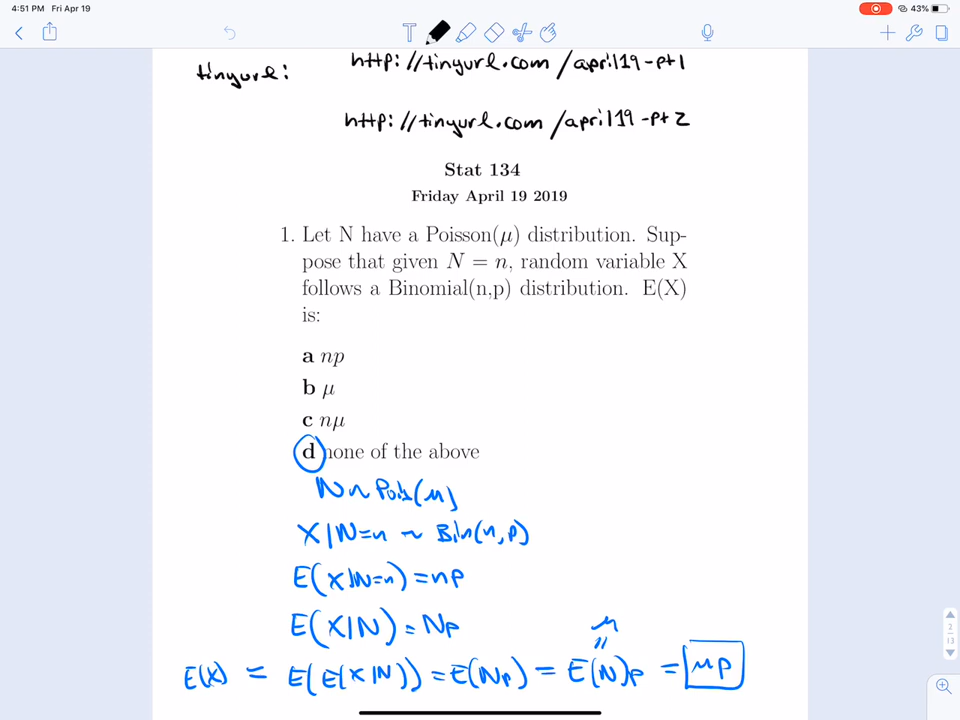 4:51 PM Fri Apr 19
43%
T
tinyurl: http://tinyurl.com/april19-pt1
http://tinyurl.com/april19-pt2
Stat 134
Friday April 19 2019
1. Let N have a Poisson(μ) distribution. Sup-
pose that given N = n, random variable X
follows a Binomial(n,p) distribution. E(X)
is:
a np
b μ
c nμ
d none of the above
N ~ Pois(μ)
X|N=n ~ Bin(n,p)
E(X|N=n) = np
E(X|N) = Np
μ
"
E(X) = E(E(X|N)) = E(Np) = E(N)p = μp
2
13